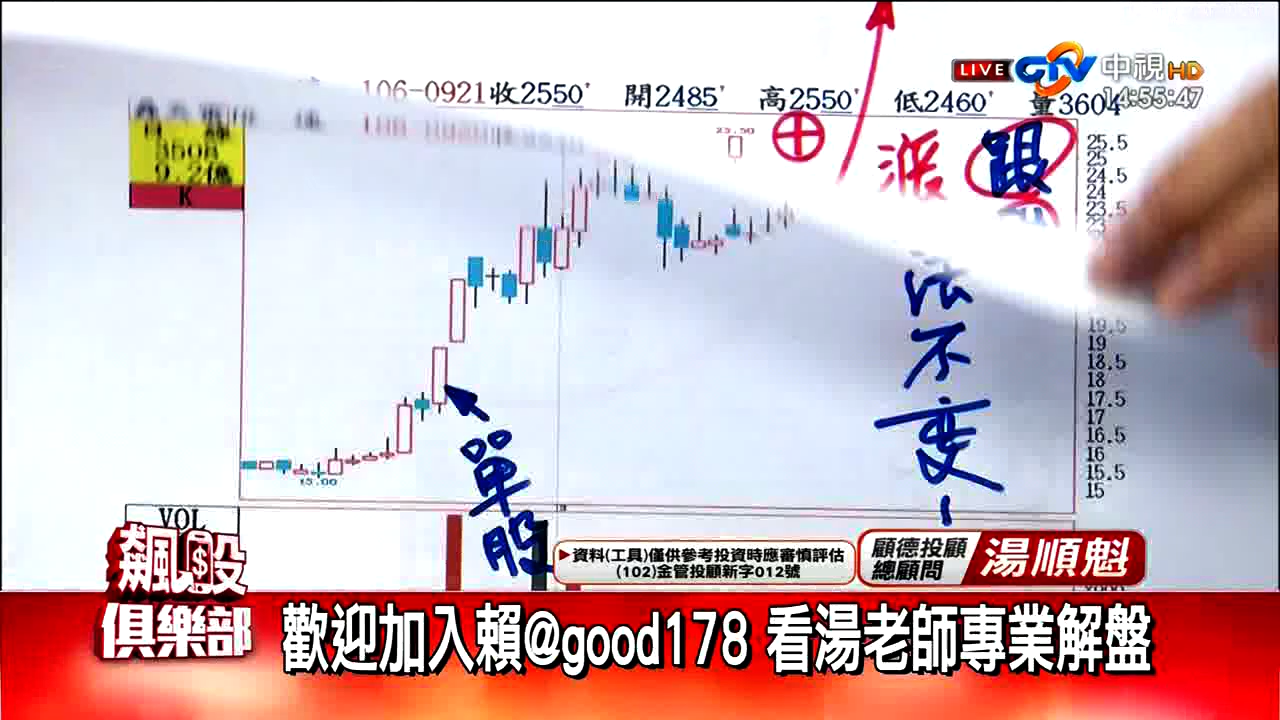 LIVE CTV 中視HD
14:55:47
106-0921收2550' 開2485' 高2550' 低2460' 量3604
3508
9.2億
K
25.50
15.00
25.5
25
24.5
24
23.5
19.5
19
18.5
18
17.5
17
16.5
16
15.5
15
派
跟
法不變!
單股
VOL
資料(工具)僅供參考投資時應審慎評估
(102)金管投顧新字012號
顧德投顧
總顧問
湯順魁
飆股
俱樂部
歡迎加入賴@good178 看湯老師專業解盤